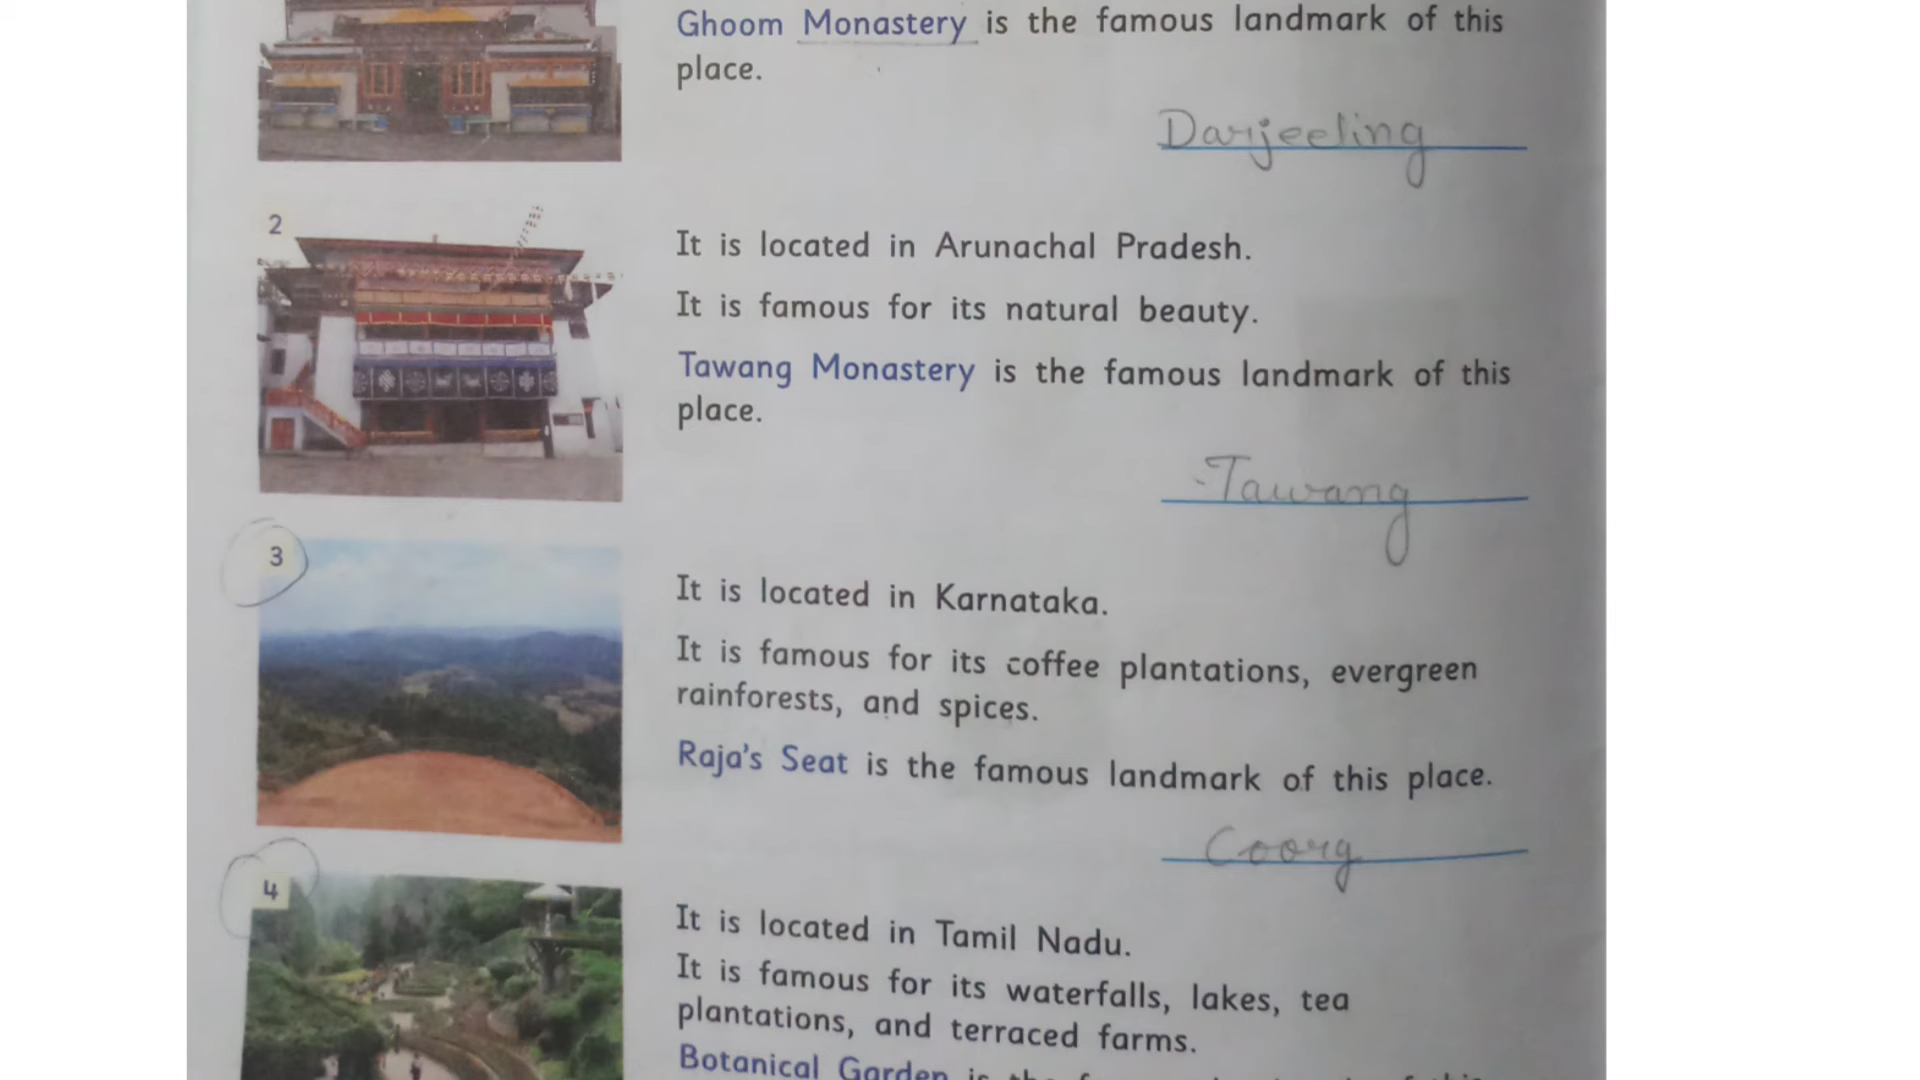 Ghoom Monastery is the famous landmark of this
place.
Darjeeling
2
It is located in Arunachal Pradesh.
It is famous for its natural beauty.
Tawang Monastery is the famous landmark of this
place.
Tawang
3
It is located in Karnataka.
It is famous for its coffee plantations, evergreen
rainforests, and spices.
Raja's Seat is the famous landmark of this place.
Coorg
4
It is located in Tamil Nadu.
It is famous for its waterfalls, lakes, tea
plantations, and terraced farms.
Botanical Garden is